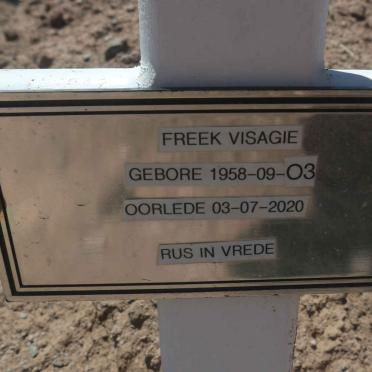 FREEK VISAGIE
GEBORE 1958-09-03
OORLEDE 03-07-2020
RUS IN VREDE